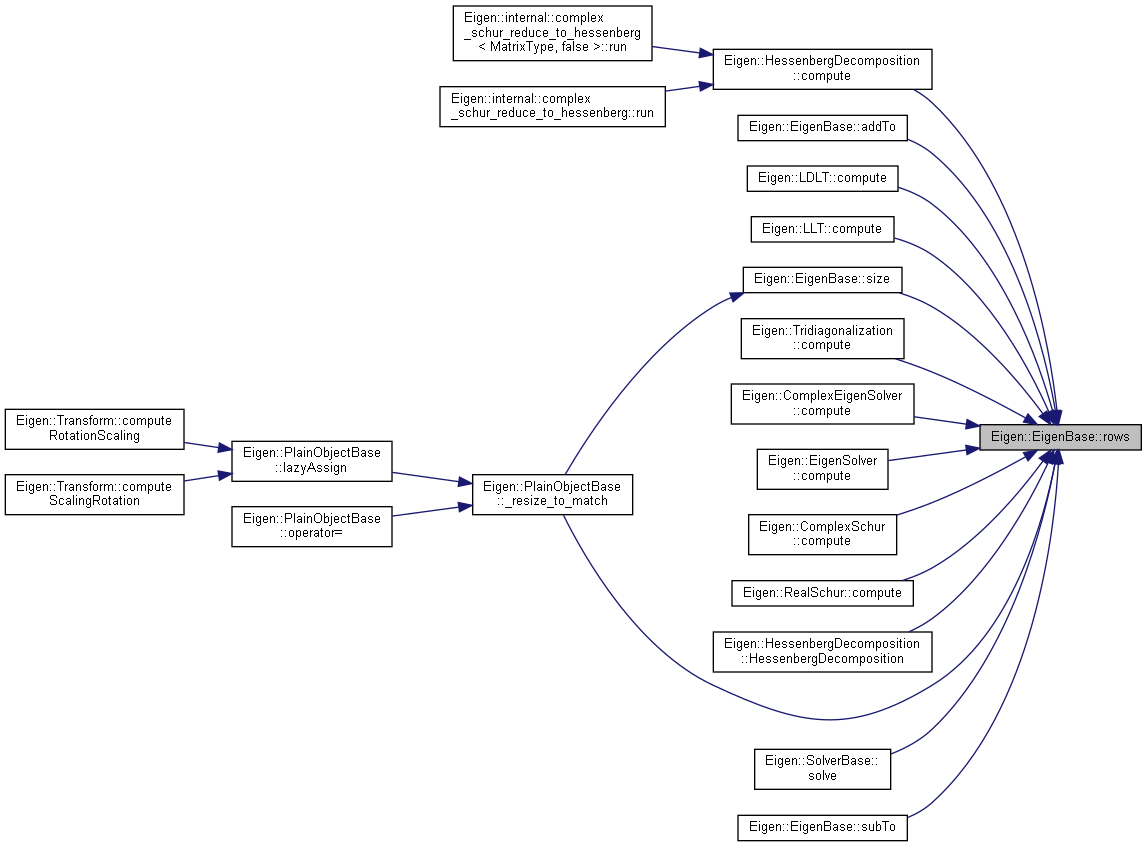 Eigen::internal::complex
_schur_reduce_to_hessenberg
< MatrixType, false >::run
Eigen::HessenbergDecomposition
::compute
Eigen::internal::complex
_schur_reduce_to_hessenberg::run
Eigen::EigenBase::addTo
Eigen::LDLT::compute
Eigen::LLT::compute
Eigen::EigenBase::size
Eigen::Tridiagonalization
::compute
Eigen::ComplexEigenSolver
::compute
Eigen::Transform::compute
RotationScaling
Eigen::EigenBase::rows
Eigen::PlainObjectBase
::lazyAssign
Eigen::EigenSolver
::compute
Eigen::Transform::compute
ScalingRotation
Eigen::PlainObjectBase
::_resize_to_match
Eigen::PlainObjectBase
::operator=
Eigen::ComplexSchur
::compute
Eigen::RealSchur::compute
Eigen::HessenbergDecomposition
::HessenbergDecomposition
Eigen::SolverBase::
solve
Eigen::EigenBase::subTo